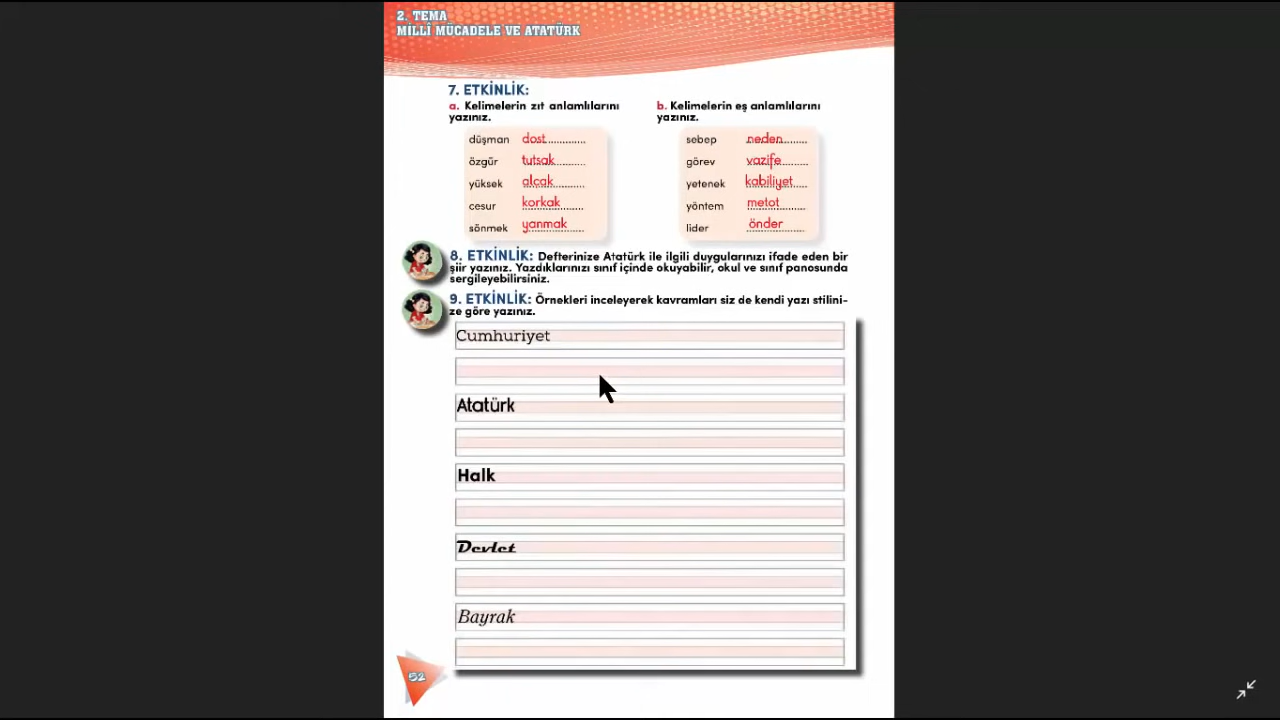 2. TEMA
MİLLÎ MÜCADELE VE ATATÜRK
7. ETKİNLİK:
a. Kelimelerin zıt anlamlılarını
yazınız.
düşman dost
özgür tutsak
yüksek alçak
cesur korkak
sönmek yanmak
b. Kelimelerin eş anlamlılarını
yazınız.
sebep neden
görev vazife
yetenek kabiliyet
yöntem metot
lider önder
8. ETKİNLİK: Defterinize Atatürk ile ilgili duygularınızı ifade eden bir
şiir yazınız. Yazdıklarınızı sınıf içinde okuyabilir, okul ve sınıf panosunda
sergileyebilirsiniz.
9. ETKİNLİK: Örnekleri inceleyerek kavramları siz de kendi yazı stilini-
ze göre yazınız.
Cumhuriyet
Atatürk
Halk
Devlet
Bayrak
52